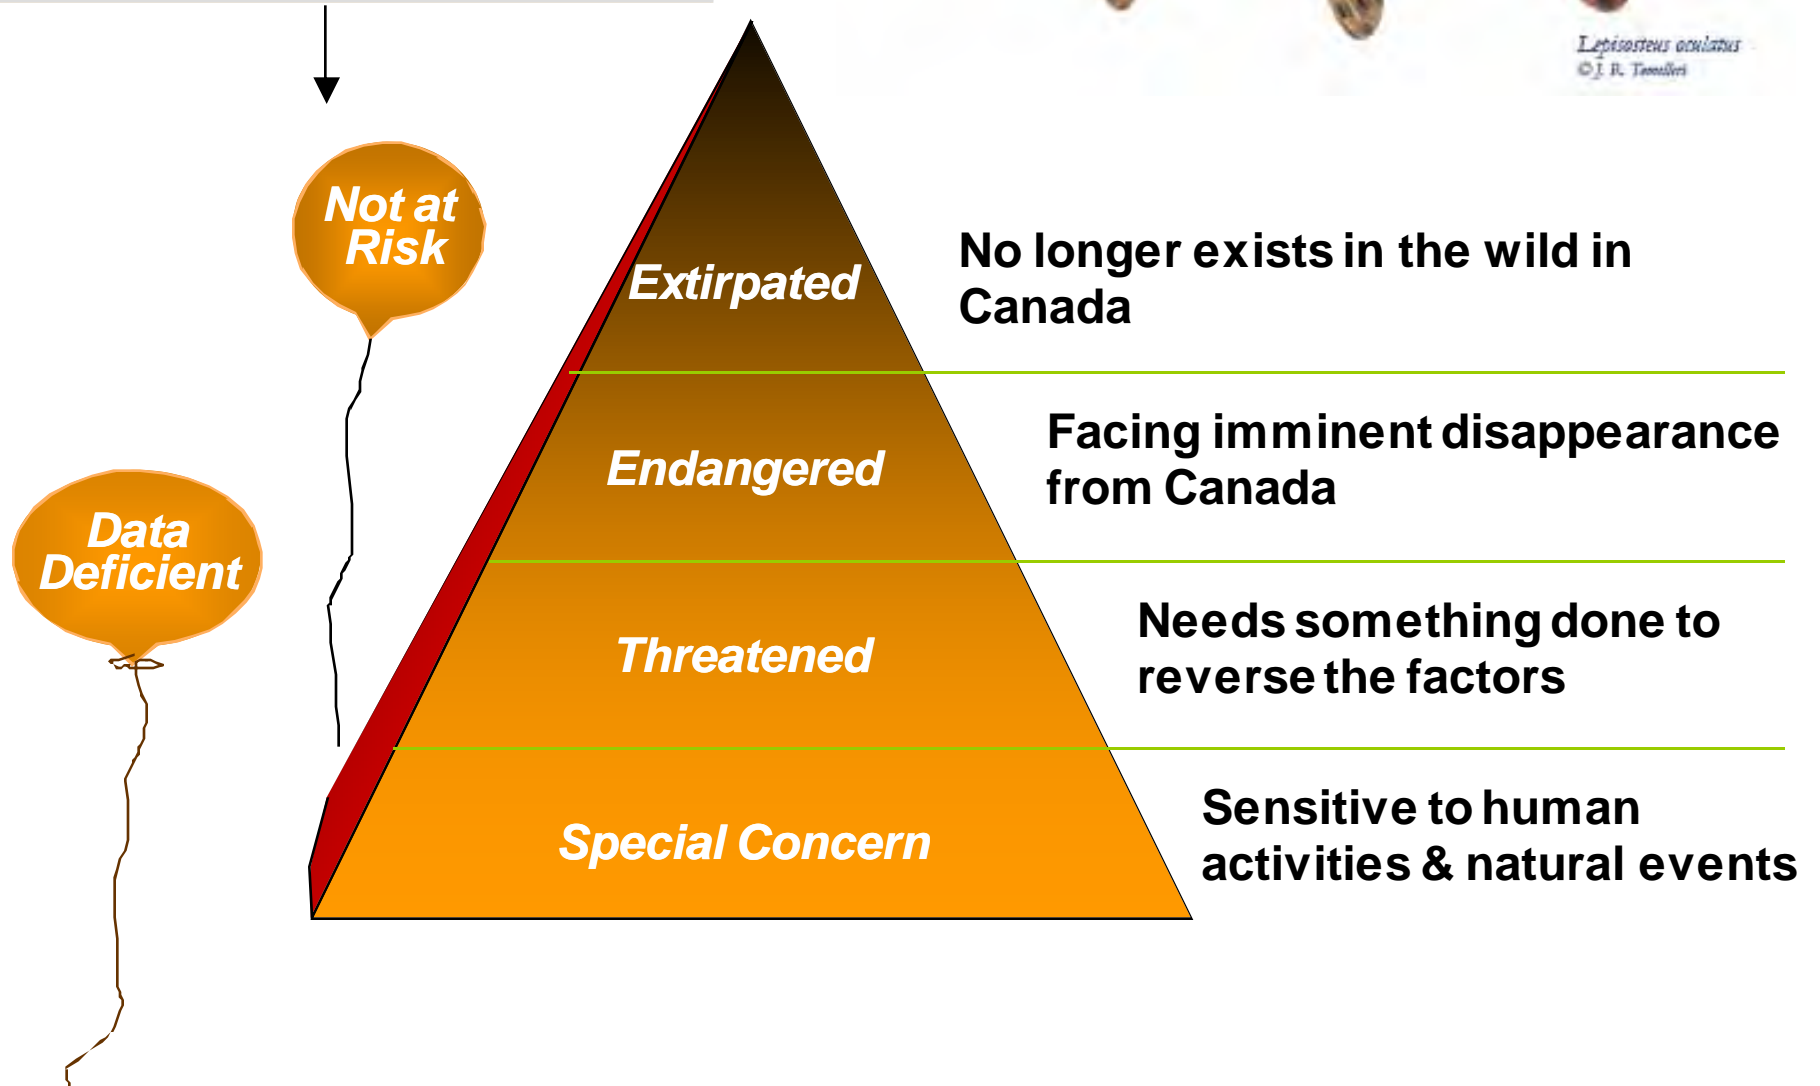 Lepisosteus oculatus
© J. R. Tomelleri
Not at
Risk
Extirpated
No longer exists in the wild in
Canada
Endangered
Facing imminent disappearance
from Canada
Data
Deficient
Threatened
Needs something done to
reverse the factors
Special Concern
Sensitive to human
activities & natural events